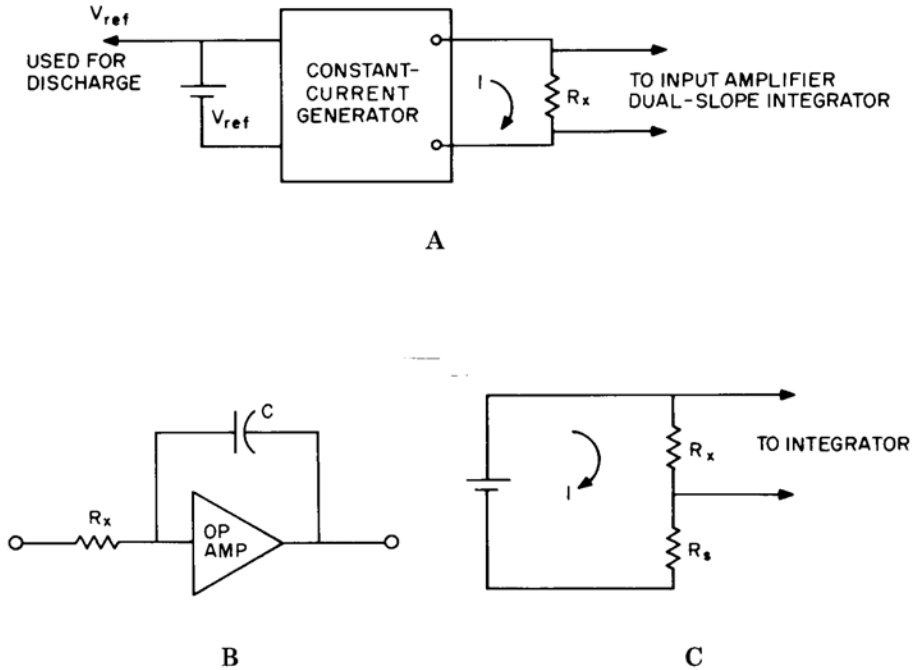 Vref
USED FOR
DISCHARGE
Vref
CONSTANT-
CURRENT
GENERATOR
I
Rx
TO INPUT AMPLIFIER
DUAL-SLOPE INTEGRATOR
A
C
Rx
OP
AMP
B
I
Rx
TO INTEGRATOR
Rs
C